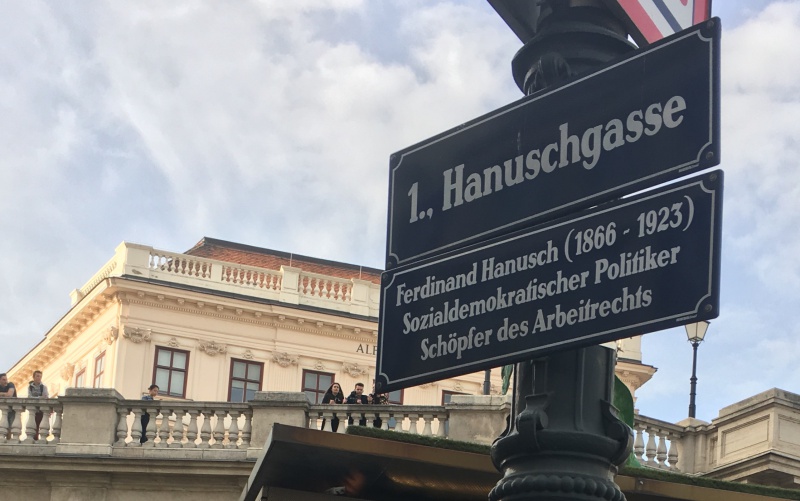 1., Hanuschgasse
Ferdinand Hanusch (1866 - 1923)
Sozialdemokratischer Politiker
Schöpfer des Arbeitrechts